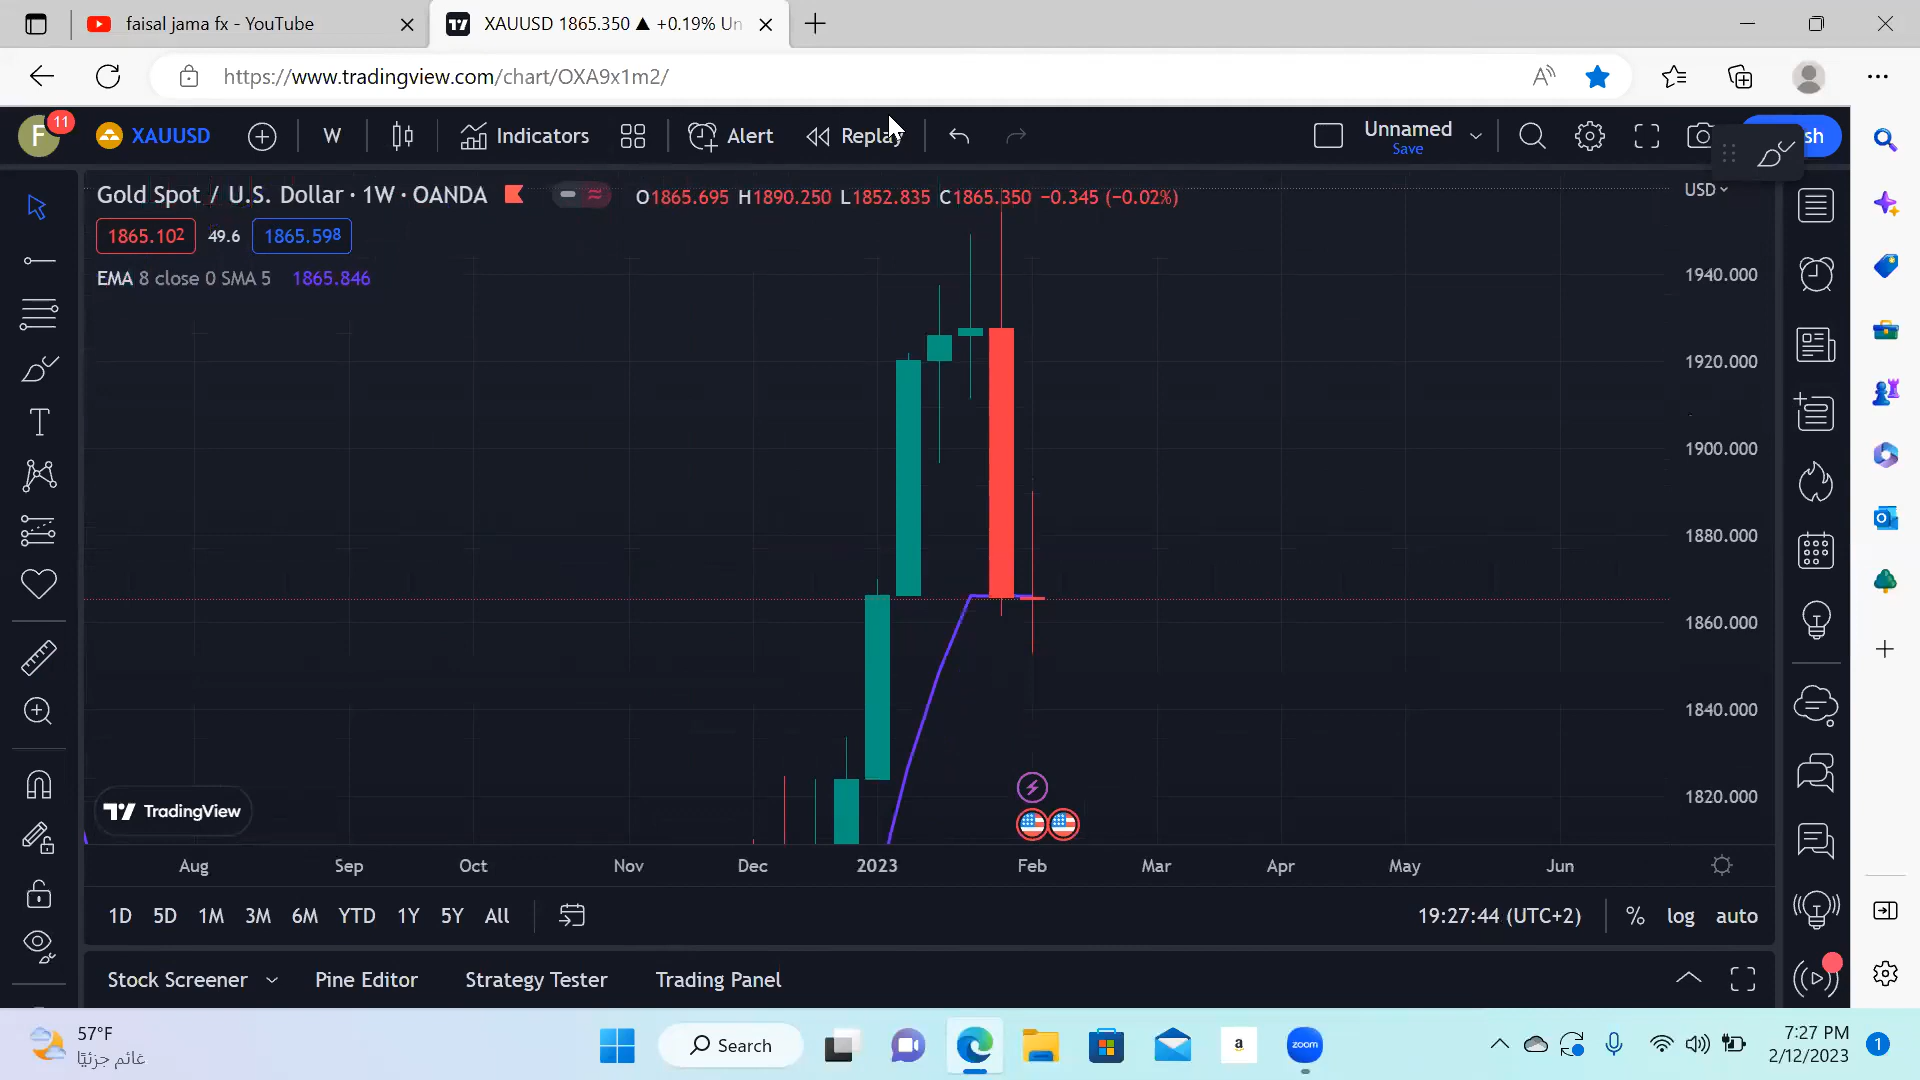 faisal jama fx - YouTube
XAUUSD 1865.350 ▲ +0.19% Un
https://www.tradingview.com/chart/OXA9x1m2/
F
11
XAUUSD
W
Indicators
Alert
Replay
Unnamed
Save
sh
Gold Spot / U.S. Dollar · 1W · OANDA
O1865.695 H1890.250 L1852.835 C1865.350 −0.345 (−0.02%)
USD
1865.102
49.6
1865.598
EMA 8 close 0 SMA 5 1865.846
1940.000
1920.000
1900.000
1880.000
1860.000
1840.000
1820.000
TradingView
Aug Sep Oct Nov Dec 2023 Feb Mar Apr May Jun
1D 5D 1M 3M 6M YTD 1Y 5Y All
19:27:44 (UTC+2)
% log auto
Stock Screener
Pine Editor
Strategy Tester
Trading Panel
57°F
غائم جزئيًا
Search
a
zoom
7:27 PM
2/12/2023
1